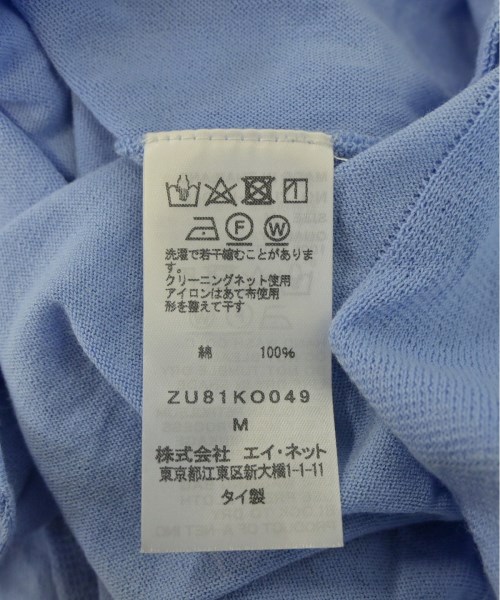 F W
洗濯で若干縮むことがありま
す。
クリーニングネット使用
アイロンはあて布使用
形を整えて干す
綿 100%
ZU81KO049
M
株式会社 エイ・ネット
東京都江東区新大橋1-1-11
タイ製